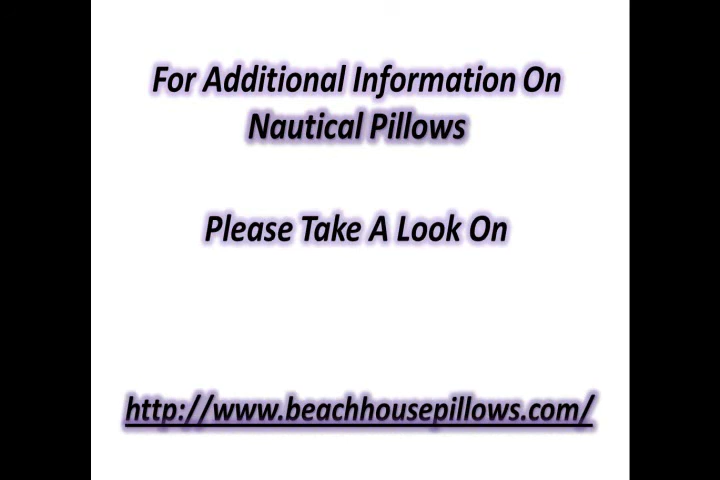 For Additional Information On
Nautical Pillows
Please Take A Look On
http://www.beachhousepillows.com/